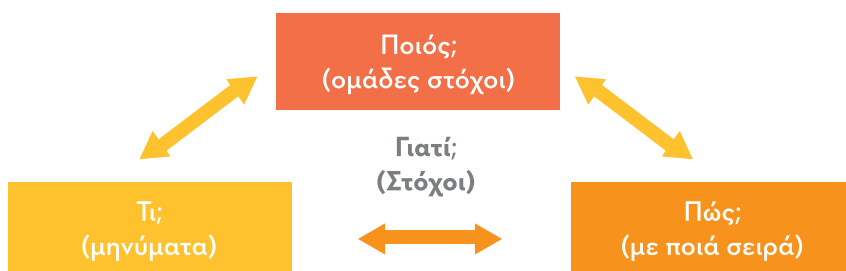 Ποιός;
(ομάδες στόχοι)
Γιατί;
(Στόχοι)
Τι;
(μηνύματα)
Πώς;
(με ποιά σειρά)